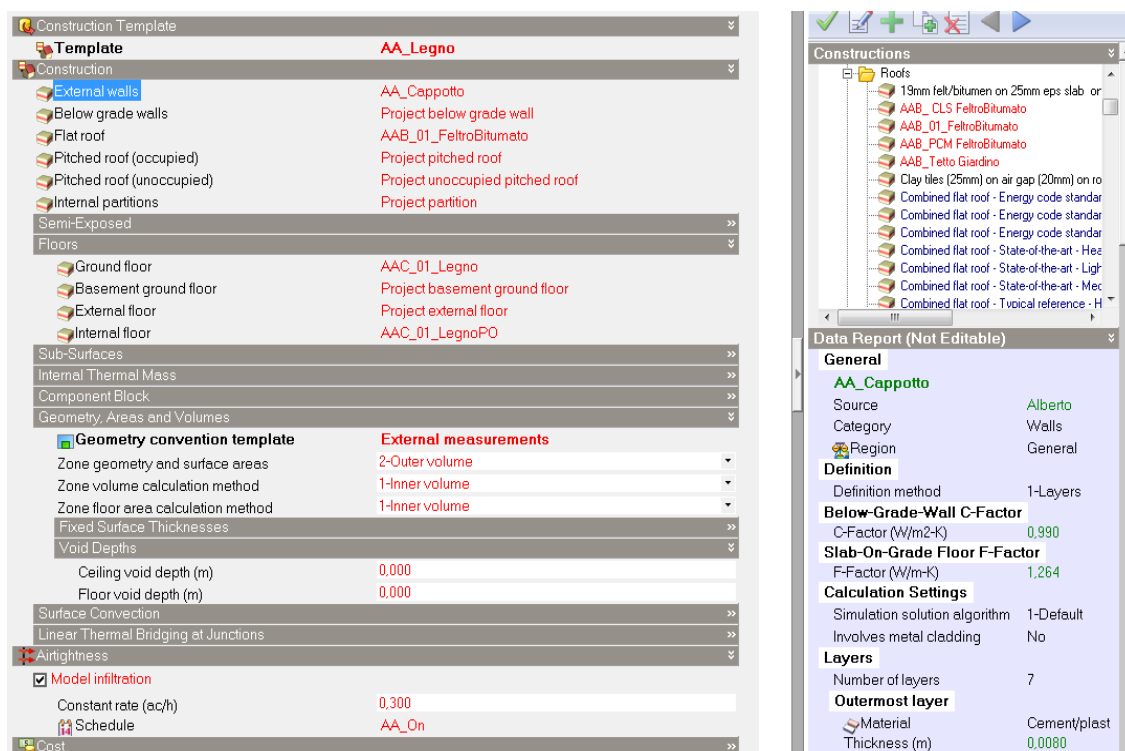 Construction Template
Template AA_Legno
Construction
External walls AA_Cappotto
Below grade walls Project below grade wall
Flat roof AAB_01_FeltroBitumato
Pitched roof (occupied) Project pitched roof
Pitched roof (unoccupied) Project unoccupied pitched roof
Internal partitions Project partition
Semi-Exposed
Floors
Ground floor AAC_01_Legno
Basement ground floor Project basement ground floor
External floor Project external floor
Internal floor AAC_01_LegnoPO
Sub-Surfaces
Internal Thermal Mass
Component Block
Geometry, Areas and Volumes
Geometry convention template External measurements
Zone geometry and surface areas 2-Outer volume
Zone volume calculation method 1-Inner volume
Zone floor area calculation method 1-Inner volume
Fixed Surface Thicknesses
Void Depths
Ceiling void depth (m) 0,000
Floor void depth (m) 0,000
Surface Convection
Linear Thermal Bridging at Junctions
Airtightness
Model infiltration
Constant rate (ac/h) 0,300
Schedule AA_On
Cost
Constructions
Roofs
19mm felt/bitumen on 25mm eps slab or
AAB_ CLS FeltroBitumato
AAB_01_FeltroBitumato
AAB_PCM FeltroBitumato
AAB_Tetto Giardino
Clay tiles (25mm) on air gap (20mm) on ro
Combined flat roof - Energy code standar
Combined flat roof - Energy code standar
Combined flat roof - Energy code standar
Combined flat roof - State-of-the-art - Hea
Combined flat roof - State-of-the-art - Ligh
Combined flat roof - State-of-the-art - Med
Combined flat roof - Typical reference - H
Data Report (Not Editable)
General
AA_Cappotto
Source Alberto
Category Walls
Region General
Definition
Definition method 1-Layers
Below-Grade-Wall C-Factor
C-Factor (W/m2-K) 0,990
Slab-On-Grade Floor F-Factor
F-Factor (W/m-K) 1,264
Calculation Settings
Simulation solution algorithm 1-Default
Involves metal cladding No
Layers
Number of layers 7
Outermost layer
Material Cement/plast
Thickness (m) 0,0080